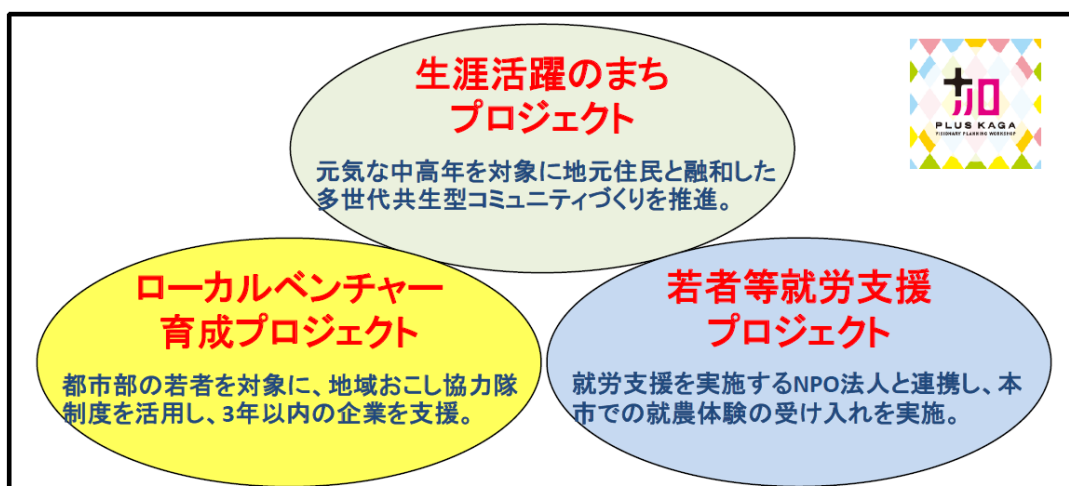 生涯活躍のまち
プロジェクト
元気な中高年を対象に地元住民と融和した
多世代共生型コミュニティづくりを推進。
十加
PLUS KAGA
VISIONARY PLANNING WORKSHOP
ローカルベンチャー
育成プロジェクト
都市部の若者を対象に、地域おこし協力隊
制度を活用し、3年以内の企業を支援。
若者等就労支援
プロジェクト
就労支援を実施するNPO法人と連携し、本
市での就農体験の受け入れを実施。